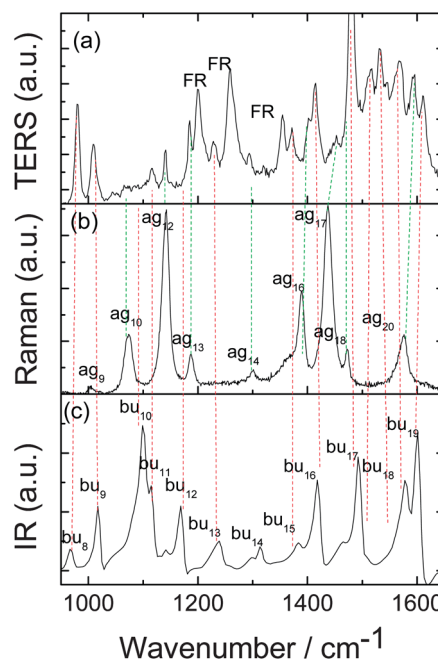 (a)
FR
FR
FR
TERS (a.u.)
(b)
ag12
ag17
ag16
ag10
ag20
ag18
ag13
ag14
ag9
Raman (a.u.)
(c)
bu10
bu19
bu11
bu16
bu17
bu18
bu9
bu12
bu15
bu13
bu14
bu8
IR (a.u.)
1000 1200 1400 1600
Wavenumber / cm-1